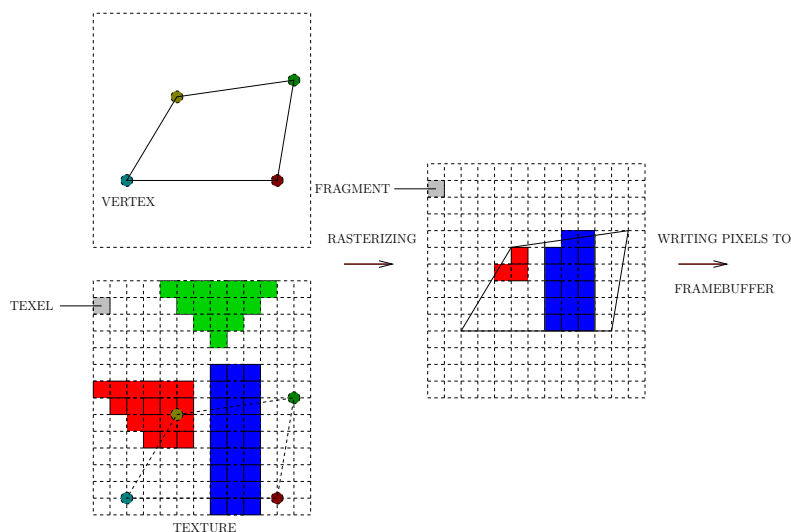 VERTEX
FRAGMENT
RASTERIZING
WRITING PIXELS TO
FRAMEBUFFER
TEXEL
TEXTURE